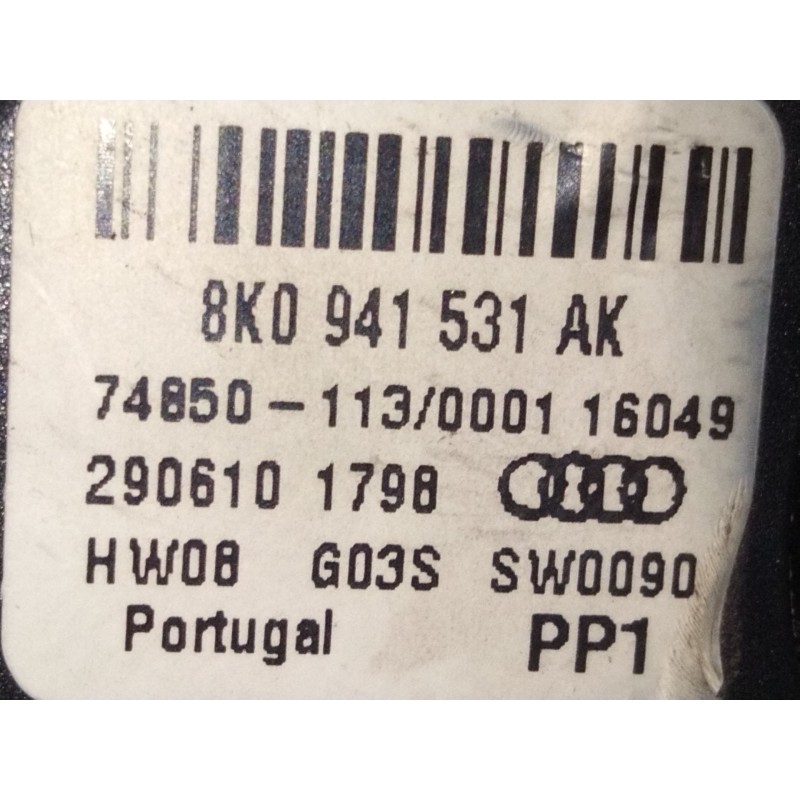 8K0 941 531 AK
74850-113/0001 16049
290610 1798
HW08 G03S SW0090
Portugal PP1